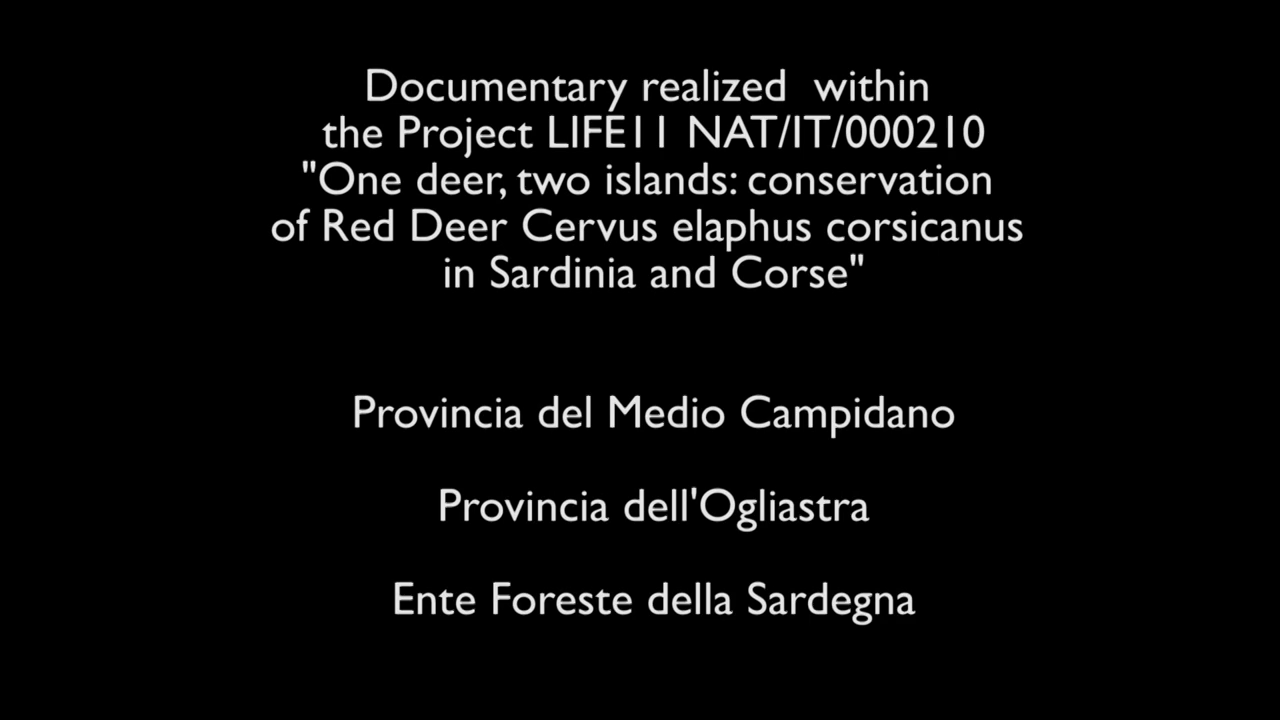 Documentary realized  within
the Project LIFE11 NAT/IT/000210
"One deer, two islands: conservation
of Red Deer Cervus elaphus corsicanus
in Sardinia and Corse"
Provincia del Medio Campidano
Provincia dell'Ogliastra
Ente Foreste della Sardegna